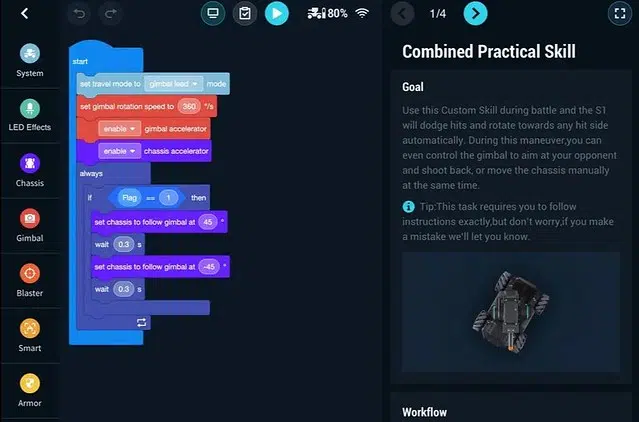 80%
1/4
System
LED Effects
Chassis
Gimbal
Blaster
Smart
Armor
start
set travel mode to gimbal lead mode
set gimbal rotation speed to 360 °/s
enable gimbal accelerator
enable chassis accelerator
always
if Flag == 1 then
set chassis to follow gimbal at 45 °
wait 0.3 s
set chassis to follow gimbal at -45 °
wait 0.3 s
Combined Practical Skill
Goal
Use this Custom Skill during battle and the S1
will dodge hits and rotate towards any hit side
automatically. During this maneuver,you can
even control the gimbal to aim at your opponent
and shoot back, or move the chassis manually
at the same time.
Tip:This task requires you to follow
instructions exactly,but don't worry,if you make
a mistake we'll let you know.
Workflow